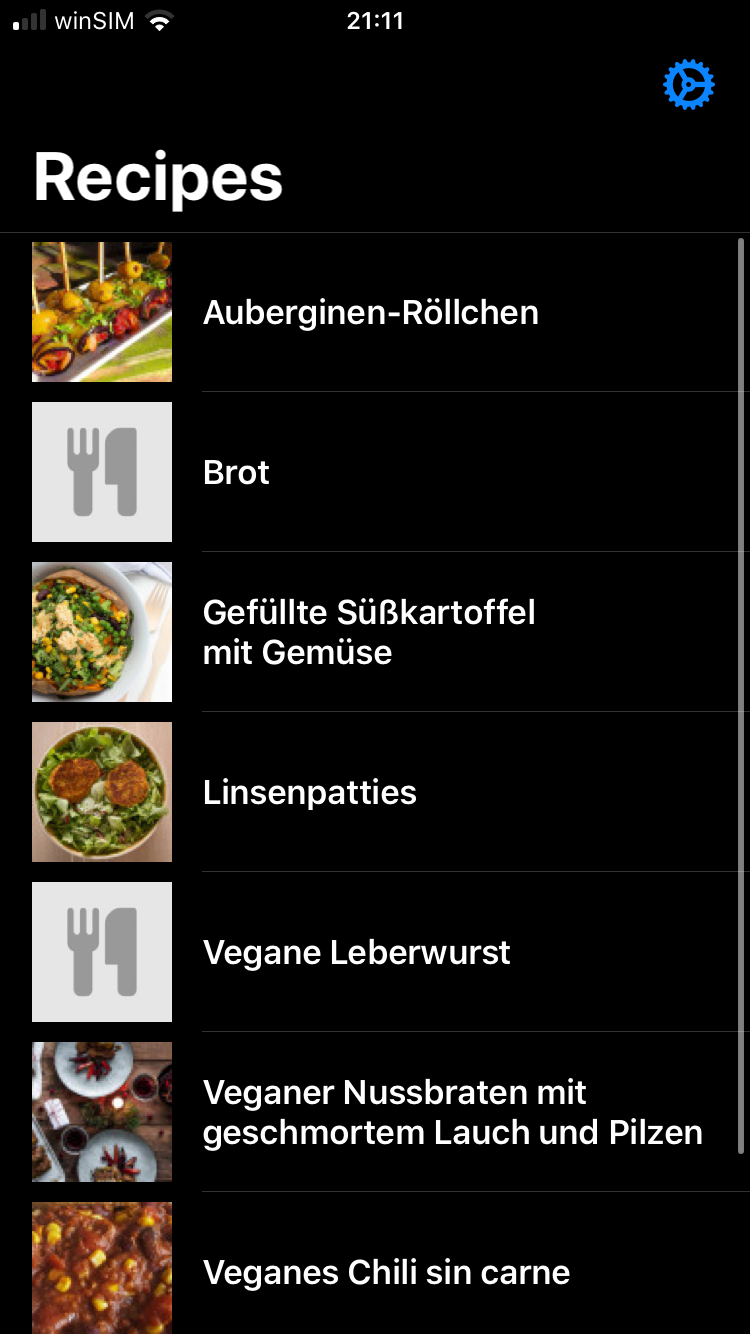 winSIM 21:11
Recipes
Auberginen-Röllchen
Brot
Gefüllte Süßkartoffel
mit Gemüse
Linsenpatties
Vegane Leberwurst
Veganer Nussbraten mit
geschmortem Lauch und Pilzen
Veganes Chili sin carne